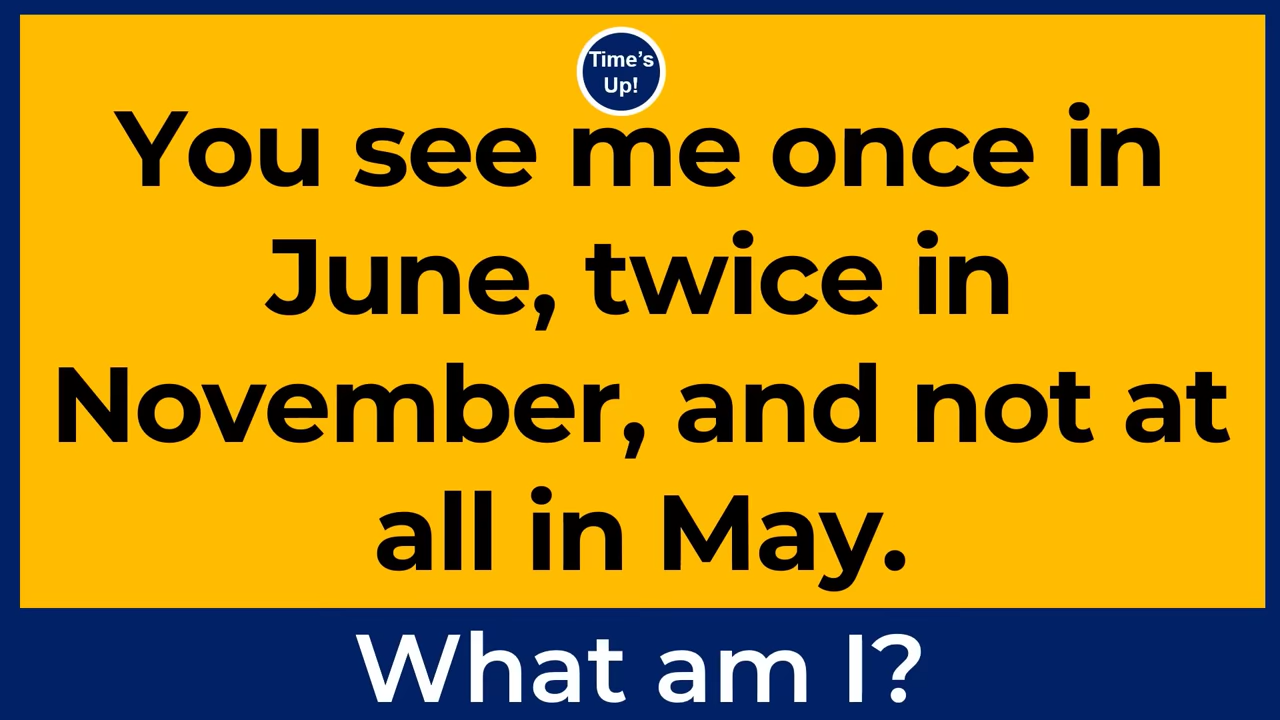 Time's
Up!
You see me once in
June, twice in
November, and not at
all in May.
What am I?